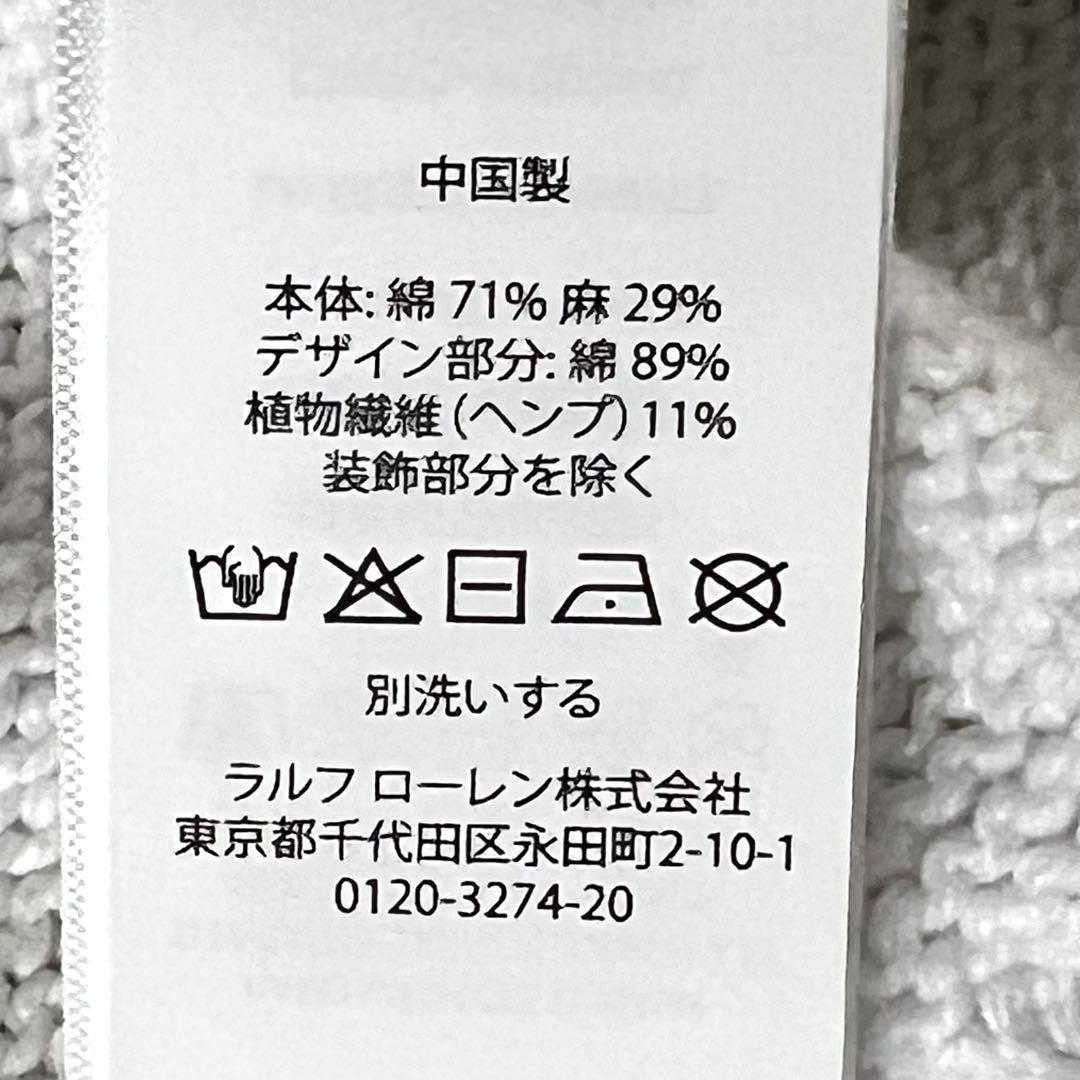 中国製
本体: 綿 71% 麻 29%
デザイン部分: 綿 89%
植物繊維 (ヘンプ) 11%
装飾部分を除く
別洗いする
ラルフ ローレン株式会社
東京都千代田区永田町2-10-1
0120-3274-20